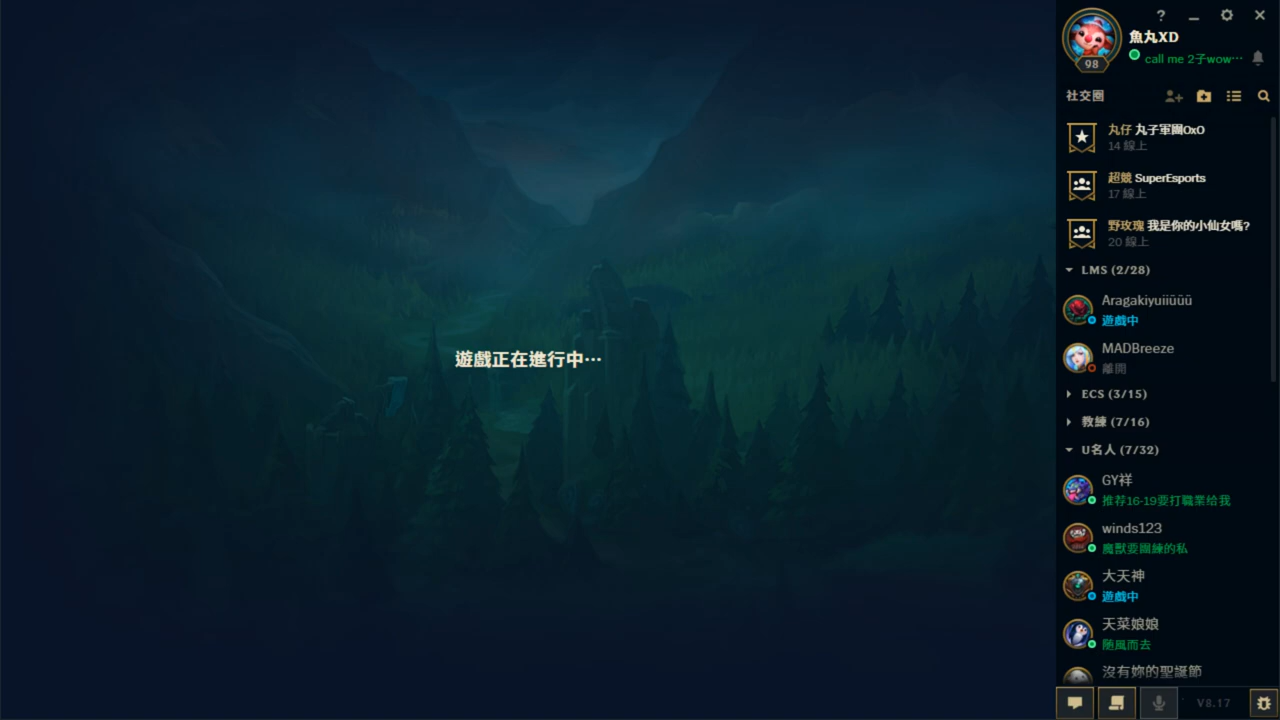 ?
魚丸XD
98
call me 2子wow…
社交圈
丸仔 丸子軍團OxO
14 線上
超競 SuperEsports
17 線上
野玫瑰 我是你的小仙女嗎?
20 線上
LMS (2/28)
Aragakiyuiiüüü
遊戲中
MADBreeze
離開
ECS (3/15)
教練 (7/16)
U名人 (7/32)
GY祥
推荐16-19要打職業给我
winds123
魔獸要團練的私
大天神
遊戲中
天菜娘娘
随風而去
沒有妳的聖誕節
V8.17
遊戲正在進行中…